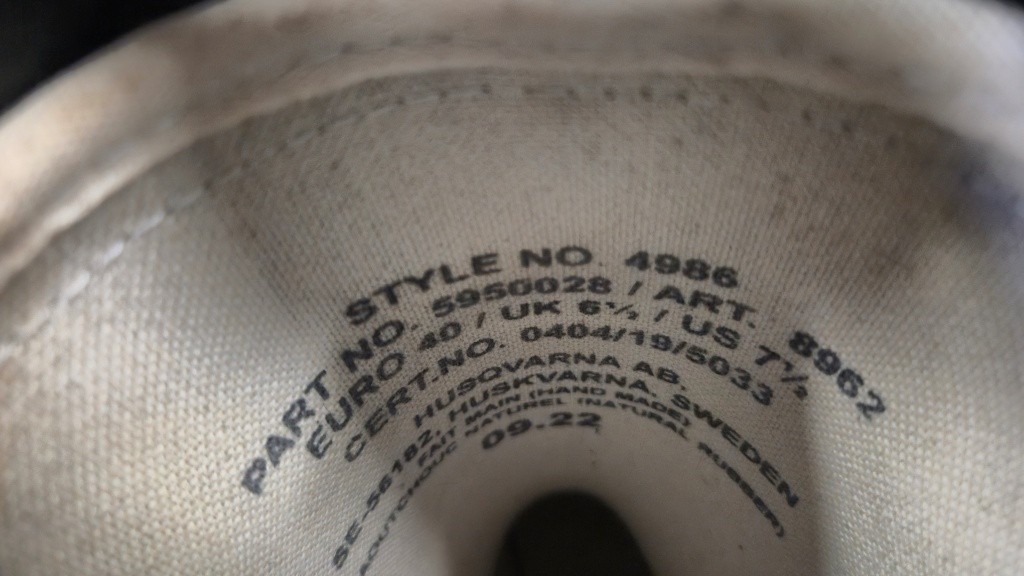 STYLE NO. 4986
PART NO. 5950028 / ART. 8962
EURO 40 / UK 6½ / US 7½
CERT.NO. 0404/19/5033
HUSQVARNA AB,
SE-56182, HUSKVARNA, SWEDEN
FAIT MAIN (HAND MADE)
CAOUTCHOUC NATUREL (NATURAL RUBBER)
09.22